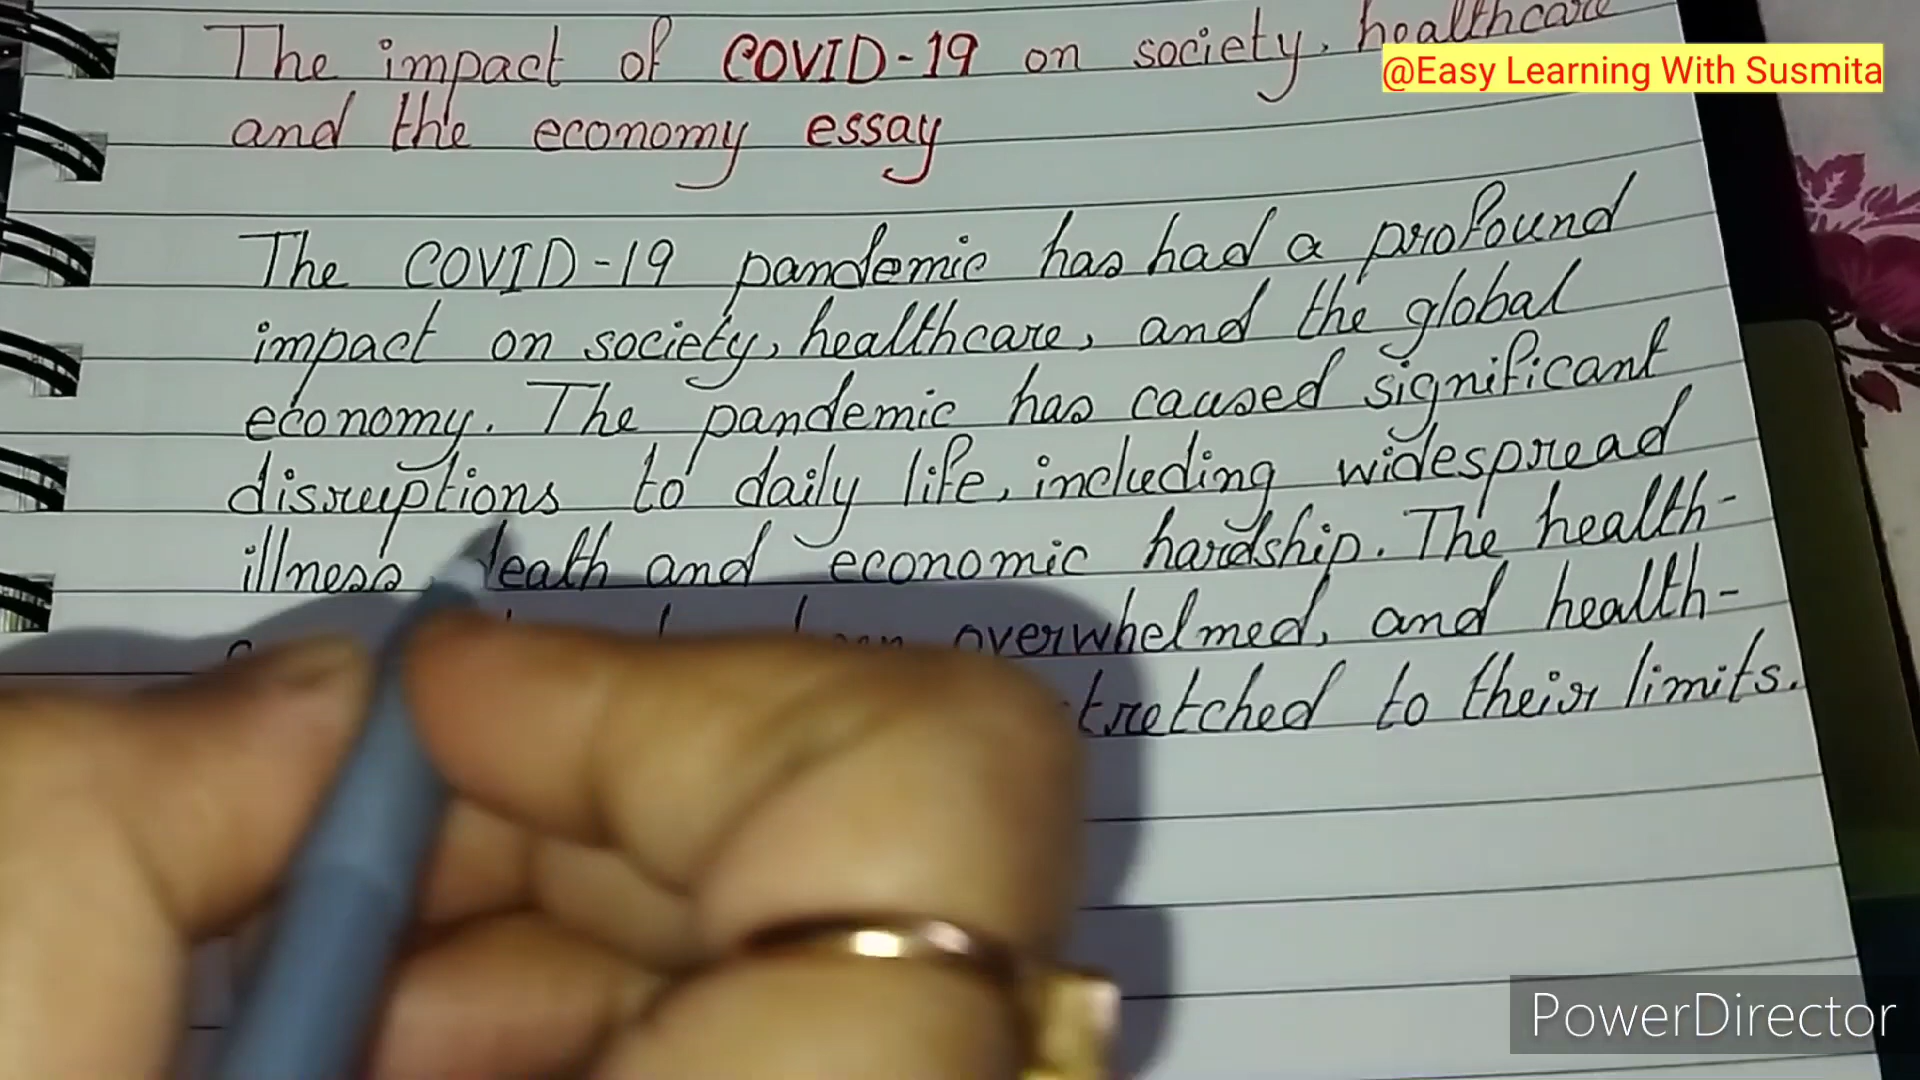 The impact of COVID-19 on society, healthcare
@Easy Learning With Susmita
and the economy essay
The COVID-19 pandemic has had a profound
impact on society, healthcare, and the global
economy. The pandemic has caused significant
disruptions to daily life, including widespread
illness, death and economic hardship. The health-
overwhelmed, and health-
stretched to their limits.
PowerDirector